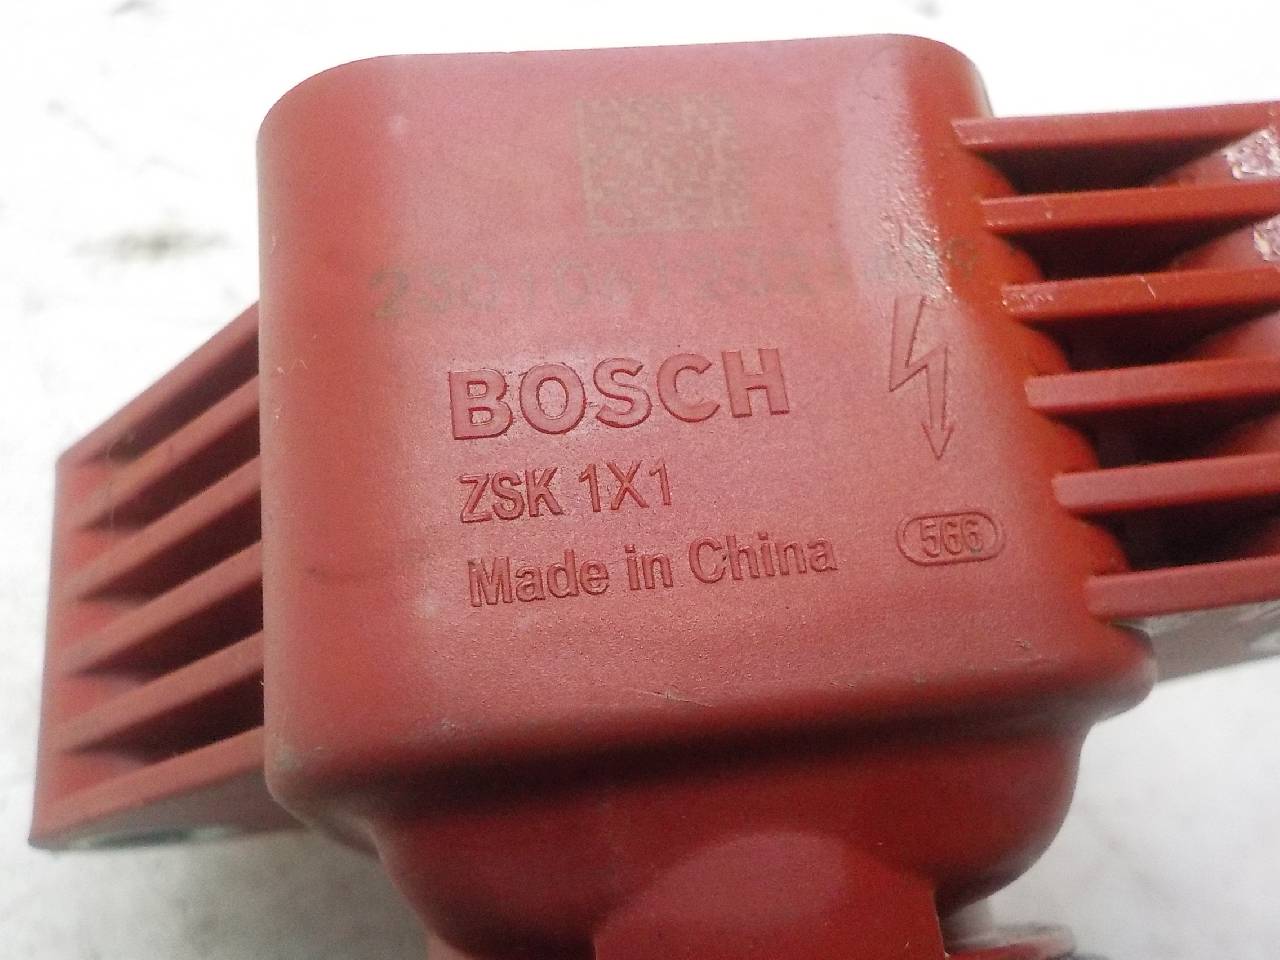 BOSCH
ZSK 1X1
Made in China
566